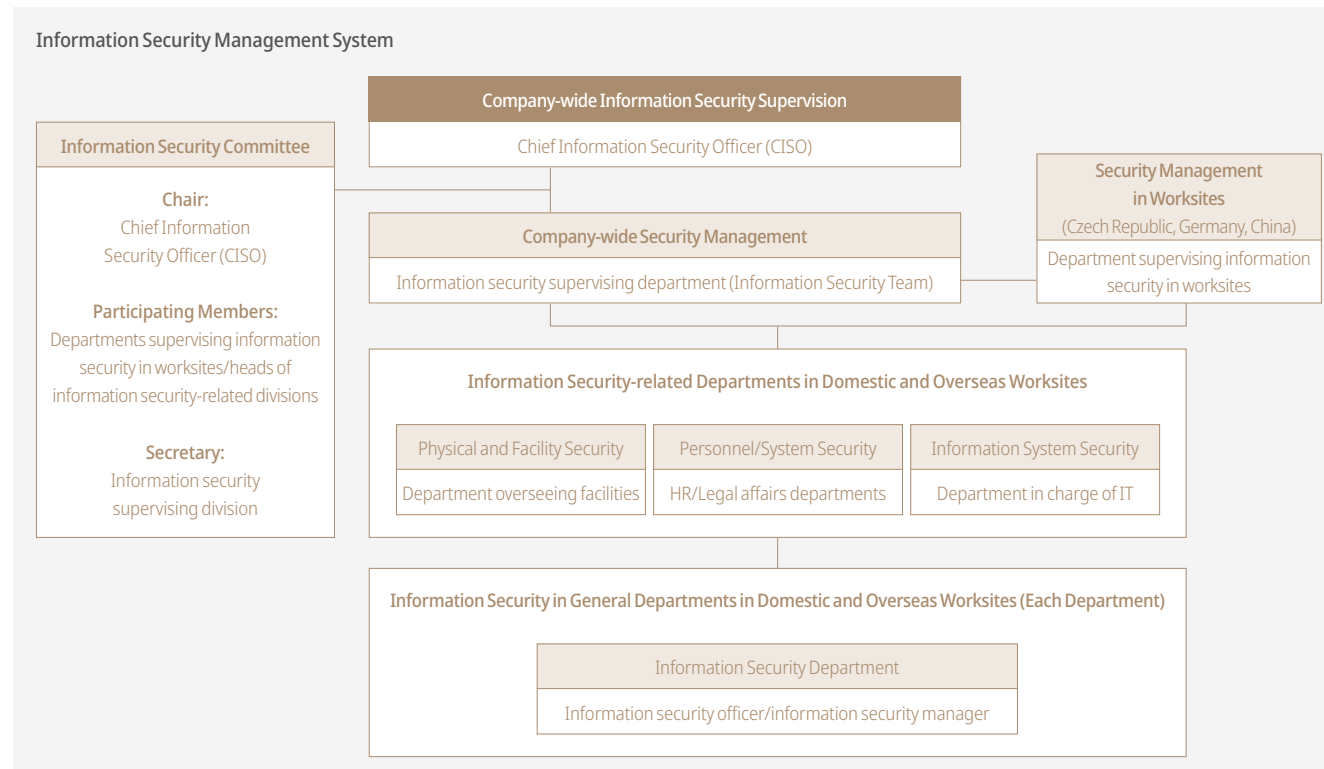 Information Security Management System
Company-wide Information Security Supervision
Chief Information Security Officer (CISO)
Information Security Committee
Chair:
Chief Information
Security Officer (CISO)
Participating Members:
Departments supervising information
security in worksites/heads of
information security-related divisions
Secretary:
Information security
supervising division
Company-wide Security Management
Information security supervising department (Information Security Team)
Security Management
in Worksites
(Czech Republic, Germany, China)
Department supervising information
security in worksites
Information Security-related Departments in Domestic and Overseas Worksites
Physical and Facility Security
Department overseeing facilities
Personnel/System Security
HR/Legal affairs departments
Information System Security
Department in charge of IT
Information Security in General Departments in Domestic and Overseas Worksites (Each Department)
Information Security Department
Information security officer/information security manager